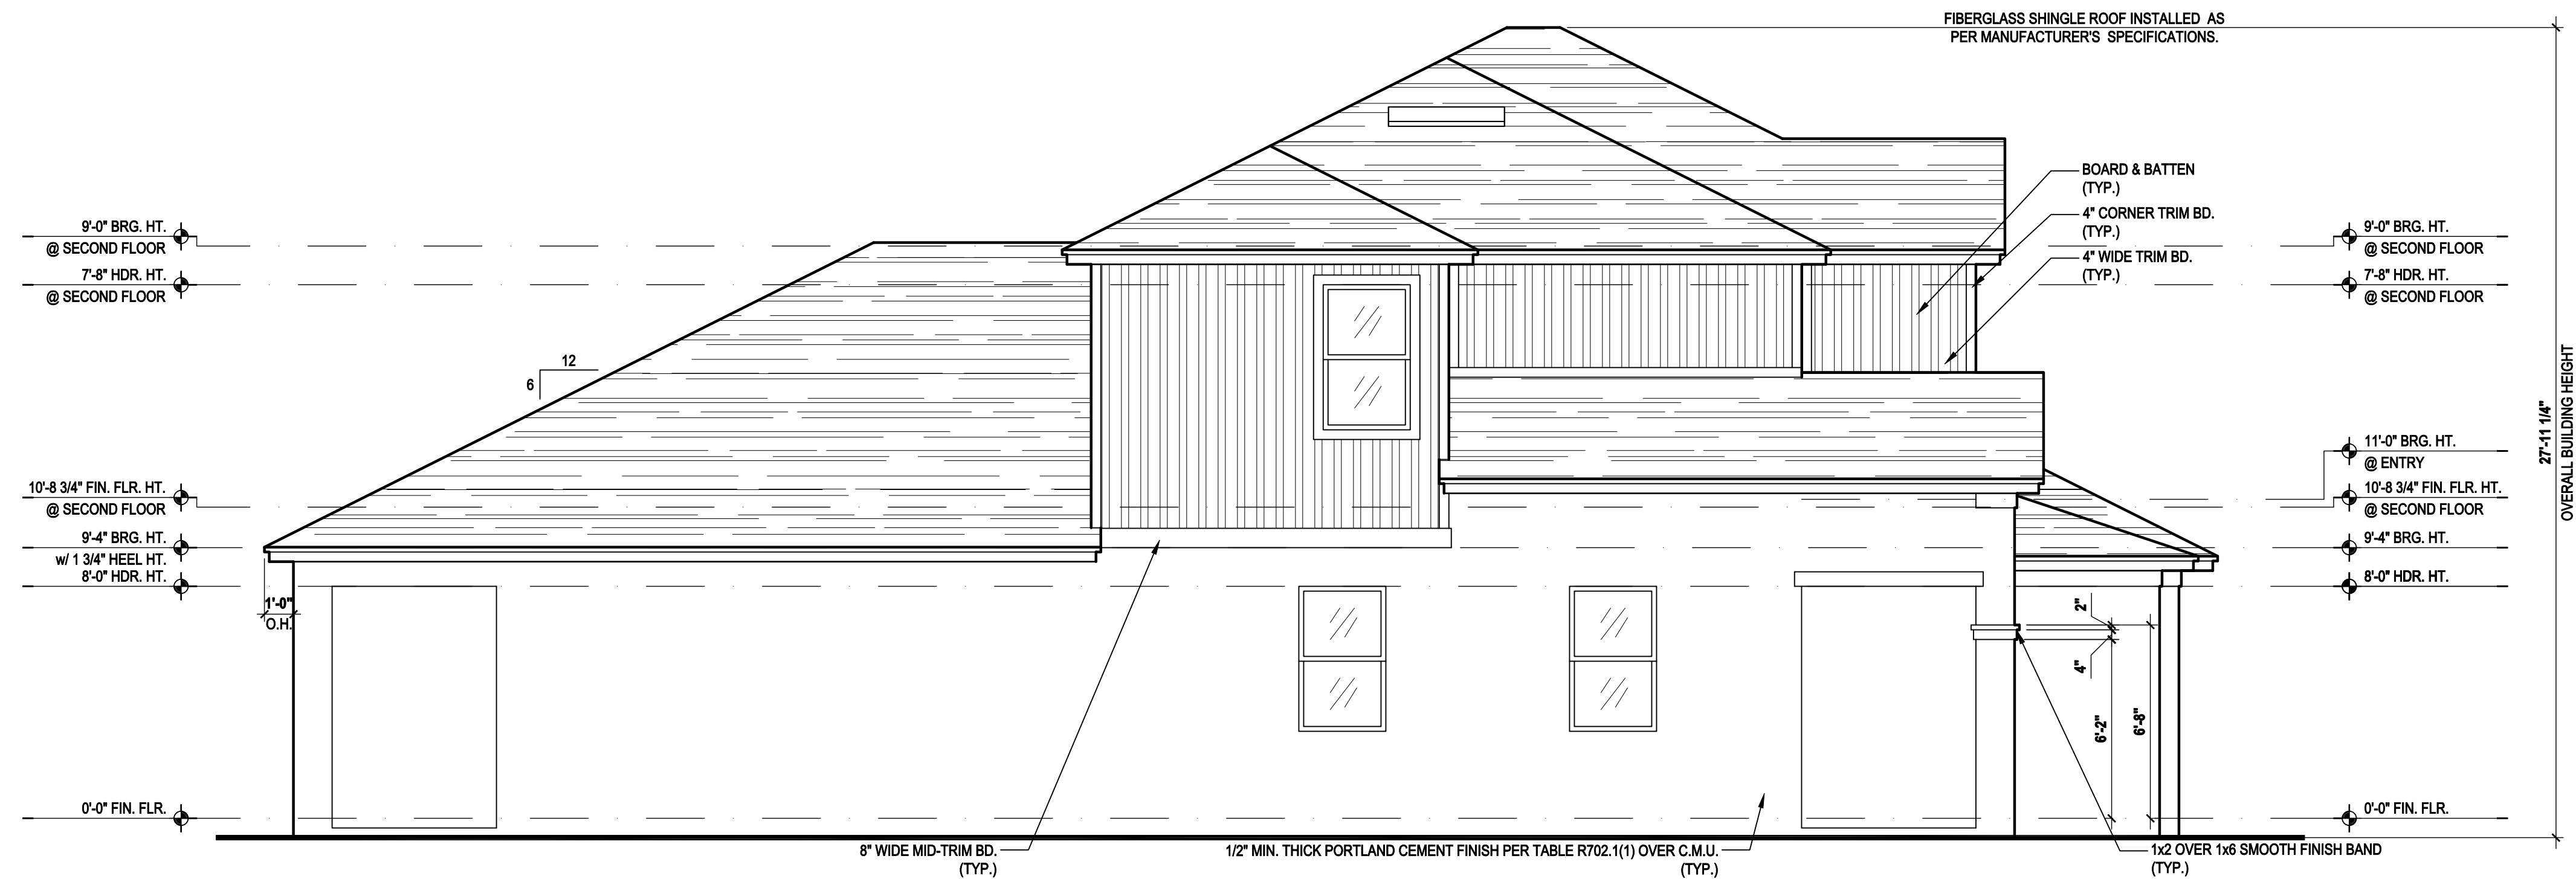 FIBERGLASS SHINGLE ROOF INSTALLED AS
PER MANUFACTURER'S SPECIFICATIONS.
BOARD & BATTEN
(TYP.)
4" CORNER TRIM BD.
(TYP.)
4" WIDE TRIM BD.
(TYP.)
9'-0" BRG. HT.
@ SECOND FLOOR
7'-8" HDR. HT.
@ SECOND FLOOR
12
6
10'-8 3/4" FIN. FLR. HT.
@ SECOND FLOOR
9'-4" BRG. HT.
w/ 1 3/4" HEEL HT.
8'-0" HDR. HT.
1'-0"
O.H.
0'-0" FIN. FLR.
9'-0" BRG. HT.
@ SECOND FLOOR
7'-8" HDR. HT.
@ SECOND FLOOR
11'-0" BRG. HT.
@ ENTRY
10'-8 3/4" FIN. FLR. HT.
@ SECOND FLOOR
9'-4" BRG. HT.
8'-0" HDR. HT.
0'-0" FIN. FLR.
2"
4"
6'-2"
6'-8"
27'-11 1/4"
OVERALL BUILDING HEIGHT
8" WIDE MID-TRIM BD.
(TYP.)
1/2" MIN. THICK PORTLAND CEMENT FINISH PER TABLE R702.1(1) OVER C.M.U.
(TYP.)
1x2 OVER 1x6 SMOOTH FINISH BAND
(TYP.)